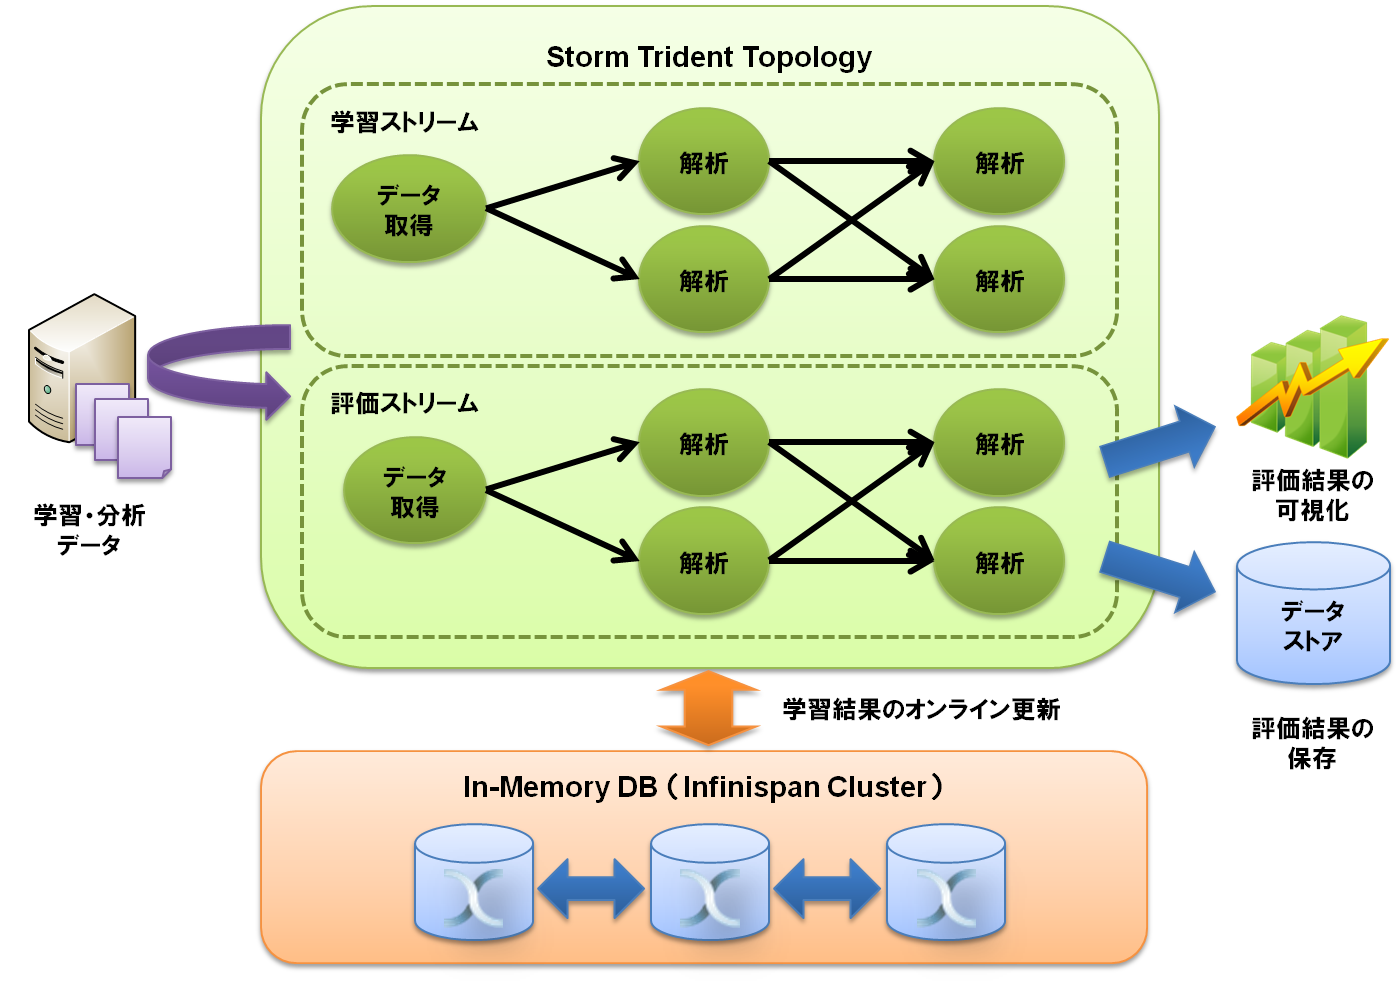 Storm Trident Topology
学習ストリーム
データ
取得
解析
解析
解析
解析
評価ストリーム
データ
取得
解析
解析
解析
解析
学習・分析
データ
評価結果の
可視化
データ
ストア
評価結果の
保存
学習結果のオンライン更新
In-Memory DB（Infinispan Cluster）